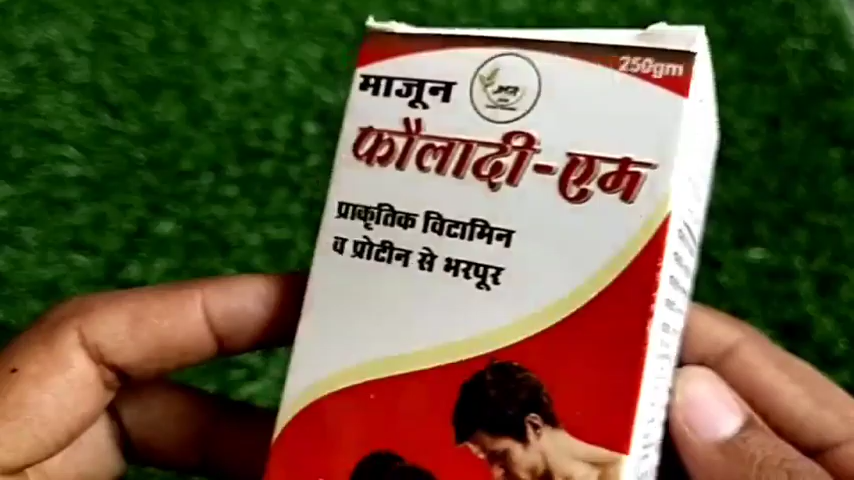 250gm
माजून
फौलादी-एम
प्राकृतिक विटामिन
व प्रोटीन से भरपूर